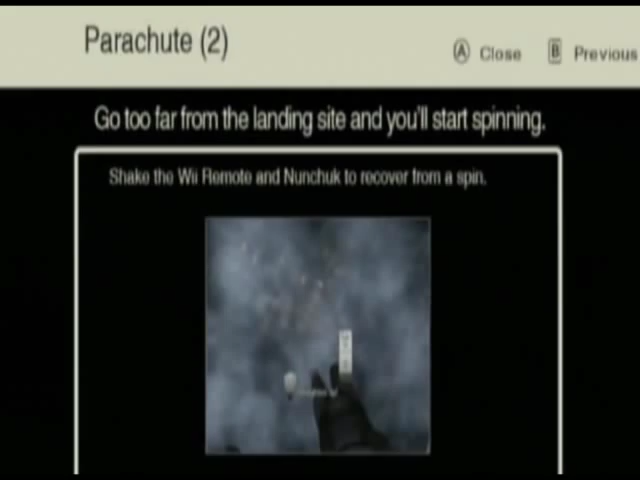 Parachute (2)
A Close B Previous
Go too far from the landing site and you'll start spinning.
Shake the Wii Remote and Nunchuk to recover from a spin.